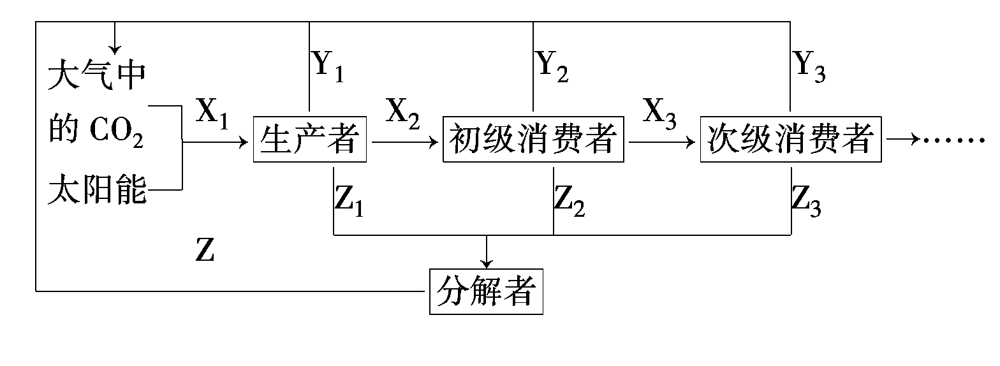 Y₁ Y₂ Y₃
大气中
的 CO₂
太阳能
X₁ X₂ X₃
生产者 初级消费者 次级消费者 ……
Z₁ Z₂ Z₃
Z
分解者